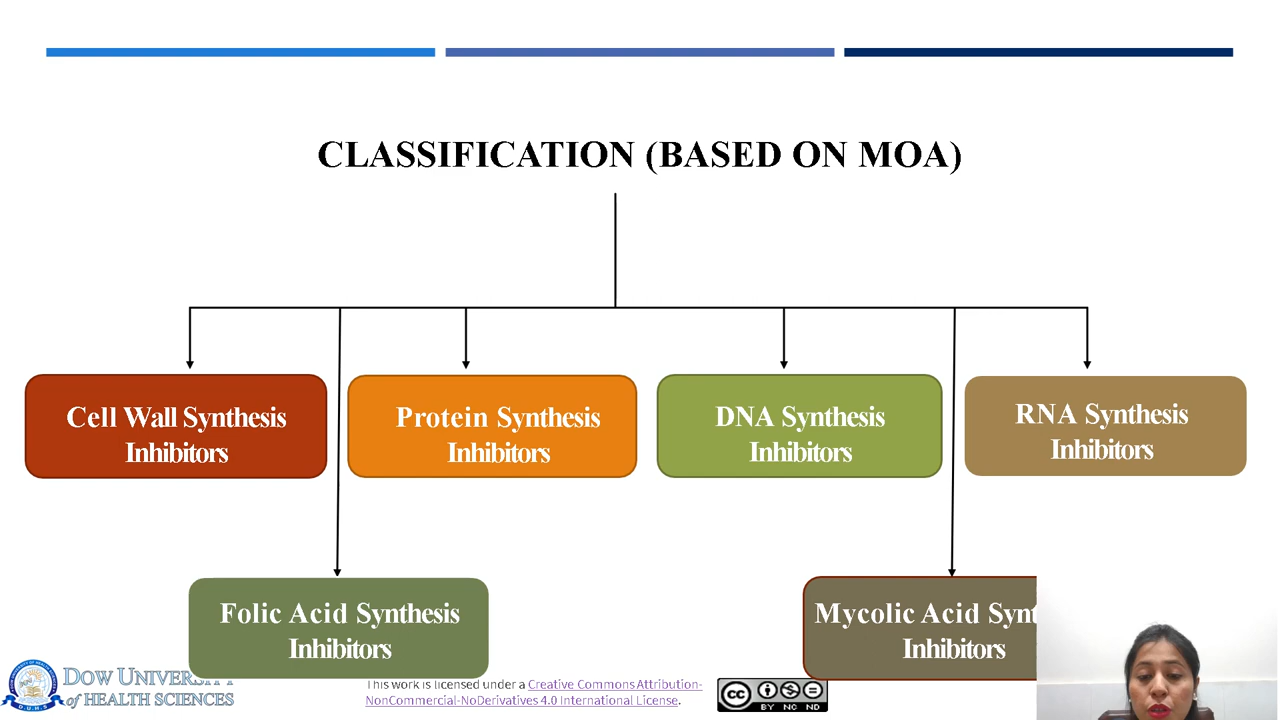 CLASSIFICATION (BASED ON MOA)
Cell Wall Synthesis
Inhibitors
Protein Synthesis
Inhibitors
DNA Synthesis
Inhibitors
RNA Synthesis
Inhibitors
Folic Acid Synthesis
Inhibitors
Mycolic Acid Synt
Inhibitors
DOW UNIVERSITY
of HEALTH SCIENCES
This work is licensed under a Creative Commons Attribution-
NonCommercial-NoDerivatives 4.0 International License.
cc
BY NC ND